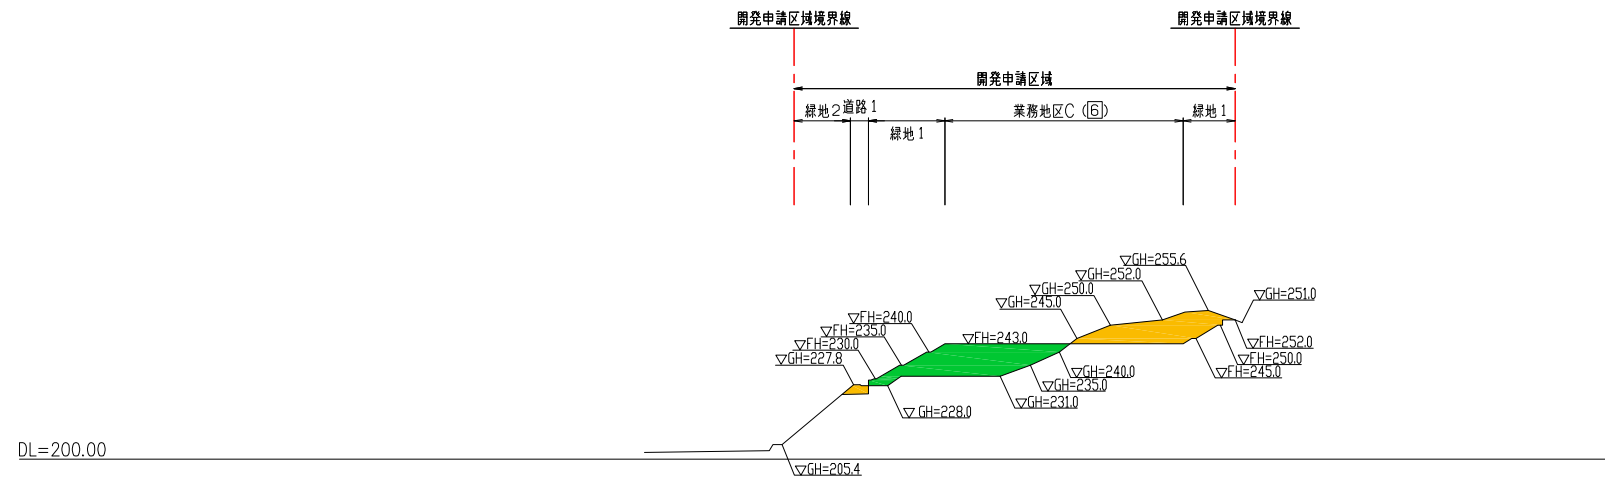 開発申請区域境界線
開発申請区域境界線
開発申請区域
緑地2
道路1
緑地1
業務地区C (6)
緑地1
▽GH=255.6
▽GH=252.0
▽GH=250.0
▽GH=245.0
▽GH=251.0
▽FH=240.0
▽FH=235.0
▽FH=230.0
▽GH=227.8
▽FH=243.0
▽FH=252.0
▽FH=250.0
▽FH=245.0
▽GH=240.0
▽GH=235.0
▽GH=231.0
▽ GH=228.0
DL=200.00
▽GH=205.4